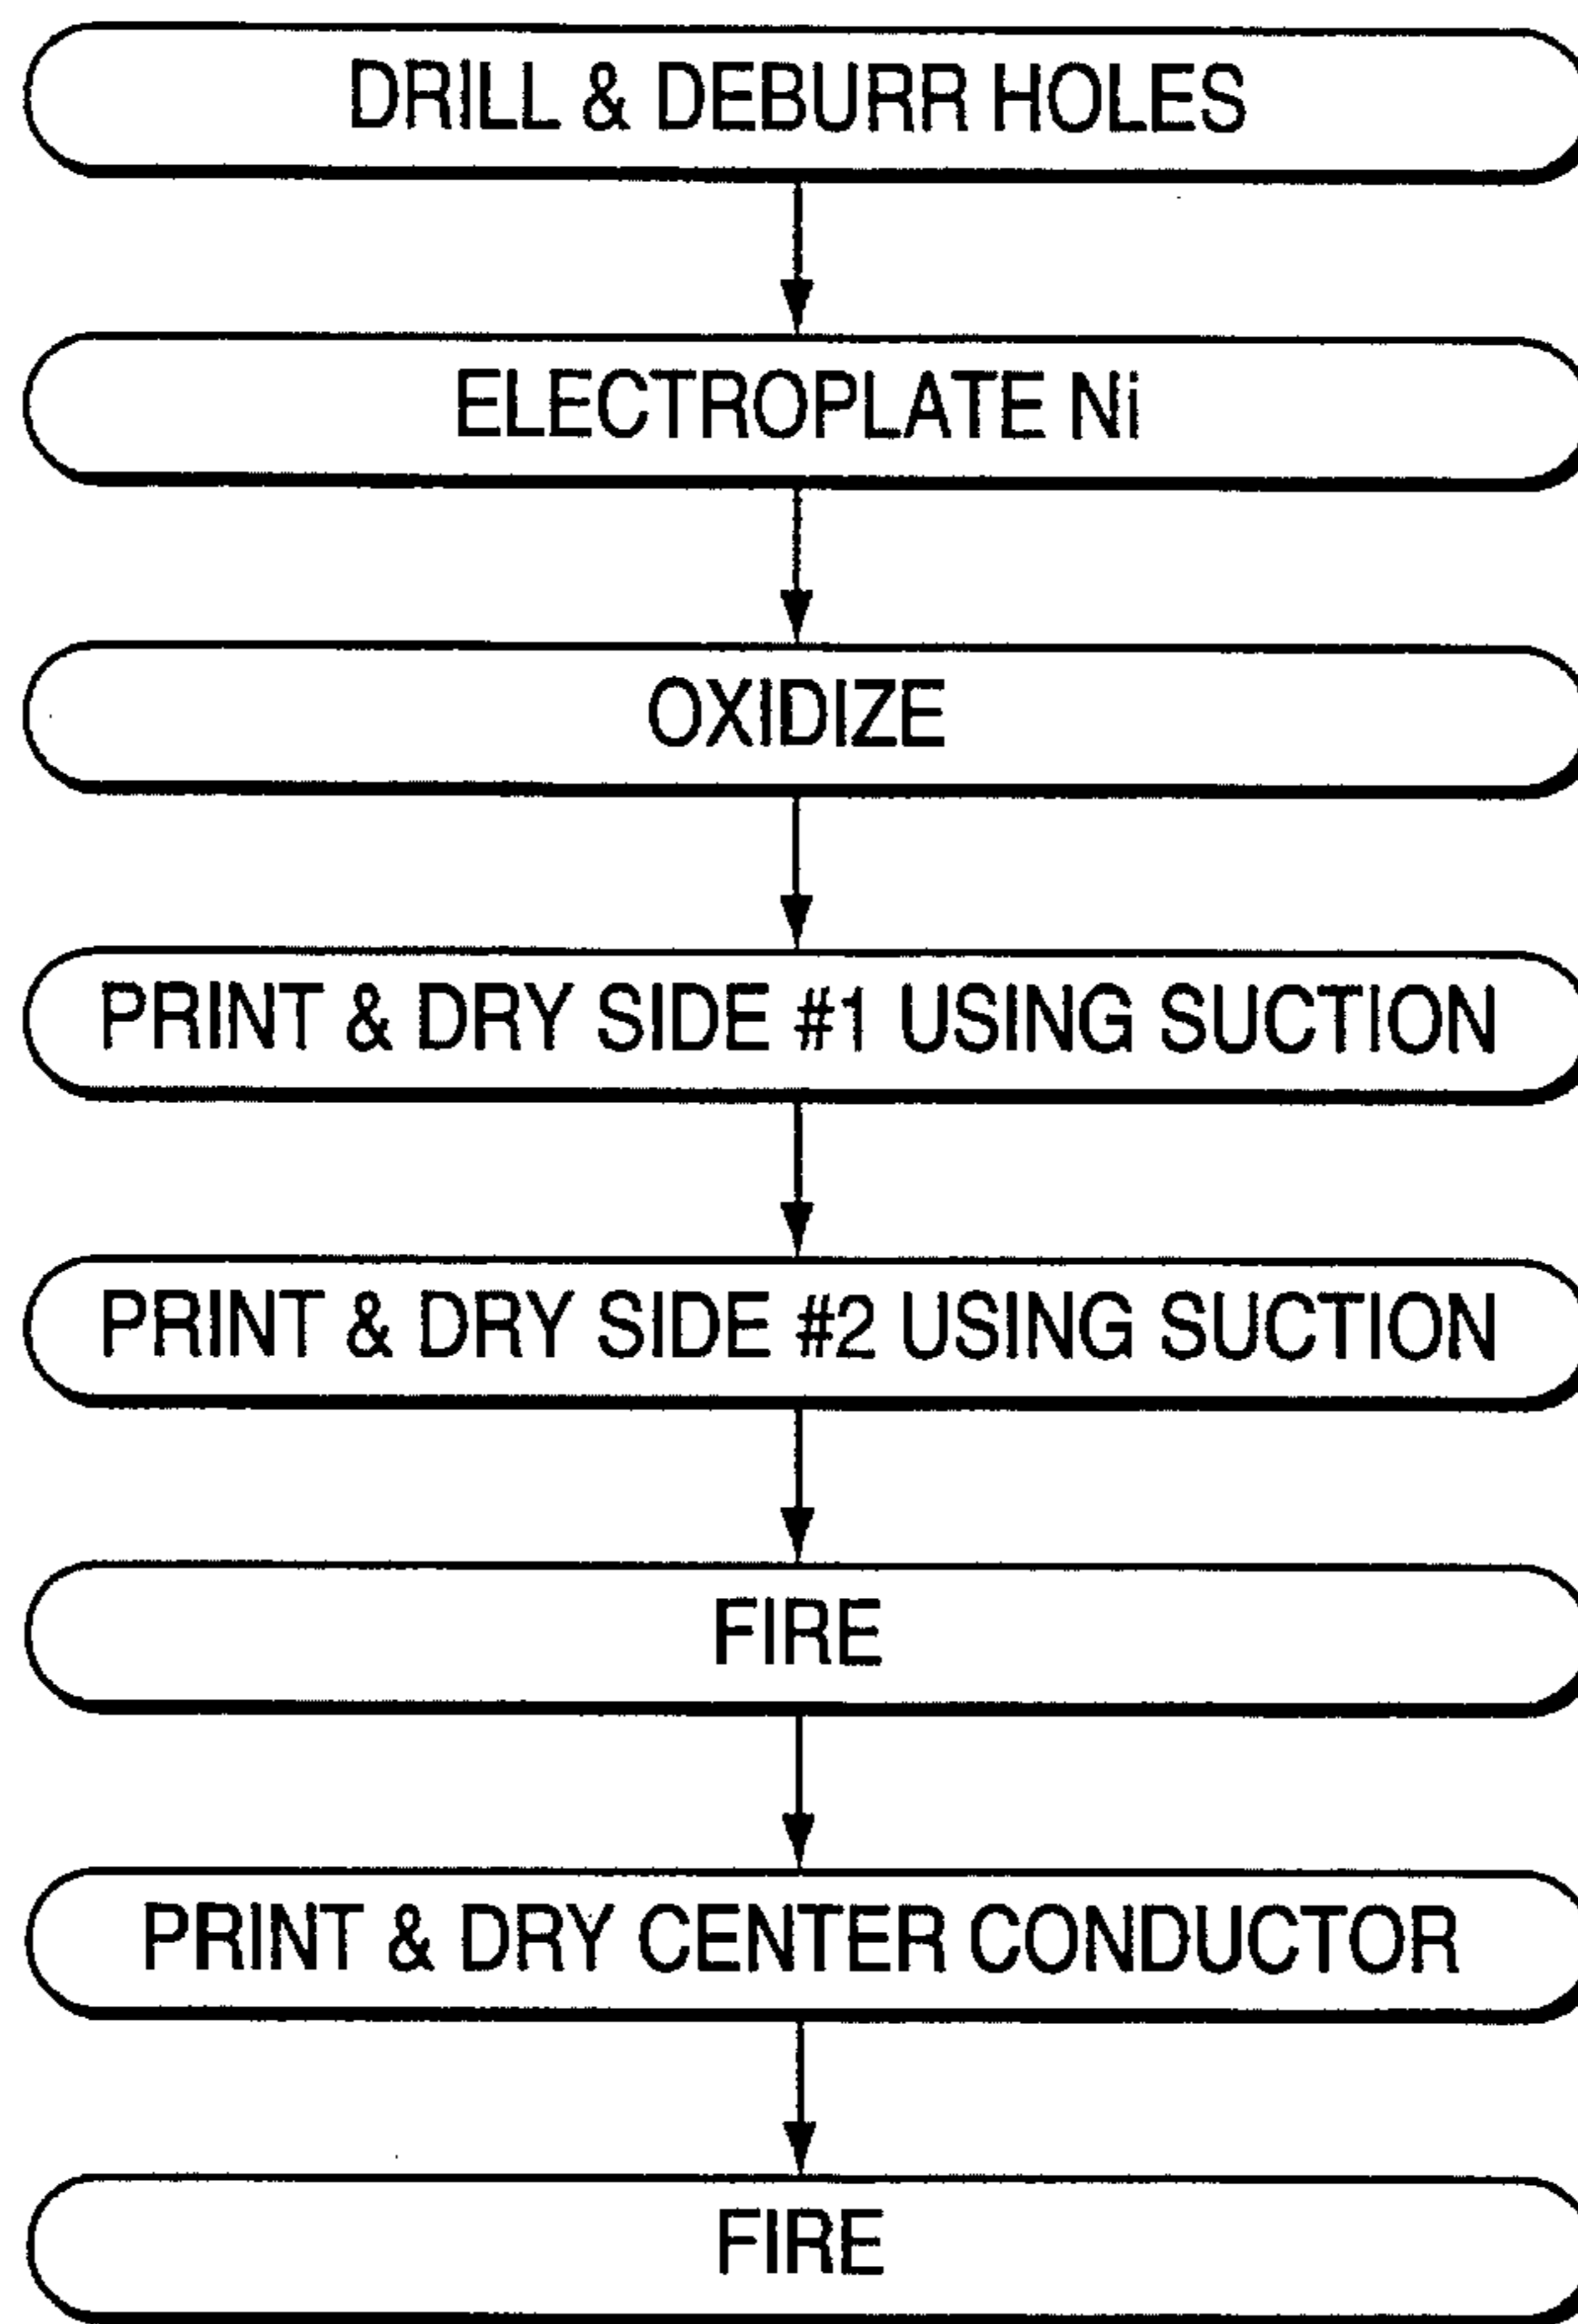 DRILL & DEBURR HOLES
ELECTROPLATE Ni
OXIDIZE
PRINT & DRY SIDE #1 USING SUCTION
PRINT & DRY SIDE #2 USING SUCTION
FIRE
PRINT & DRY CENTER CONDUCTOR
FIRE